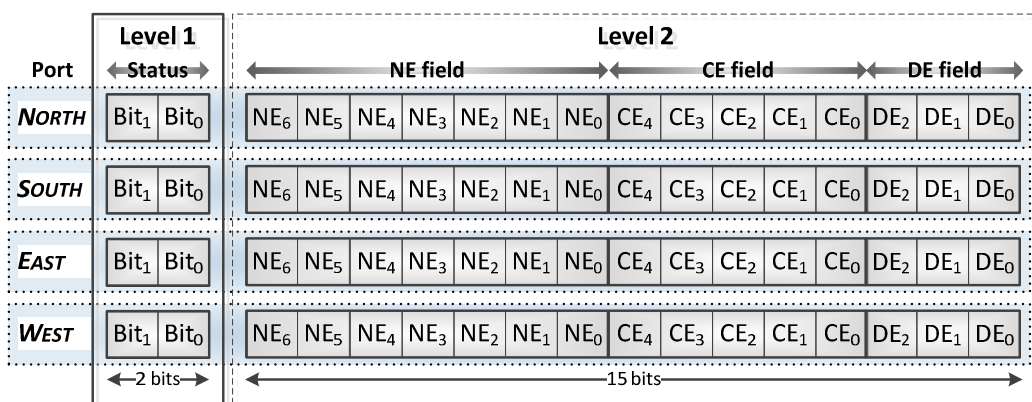 Level 1 Level 2
Port Status NE field CE field DE field
NORTH Bit₁ Bit₀ NE₆ NE₅ NE₄ NE₃ NE₂ NE₁ NE₀ CE₄ CE₃ CE₂ CE₁ CE₀ DE₂ DE₁ DE₀
SOUTH Bit₁ Bit₀ NE₆ NE₅ NE₄ NE₃ NE₂ NE₁ NE₀ CE₄ CE₃ CE₂ CE₁ CE₀ DE₂ DE₁ DE₀
EAST Bit₁ Bit₀ NE₆ NE₅ NE₄ NE₃ NE₂ NE₁ NE₀ CE₄ CE₃ CE₂ CE₁ CE₀ DE₂ DE₁ DE₀
WEST Bit₁ Bit₀ NE₆ NE₅ NE₄ NE₃ NE₂ NE₁ NE₀ CE₄ CE₃ CE₂ CE₁ CE₀ DE₂ DE₁ DE₀
2 bits 15 bits